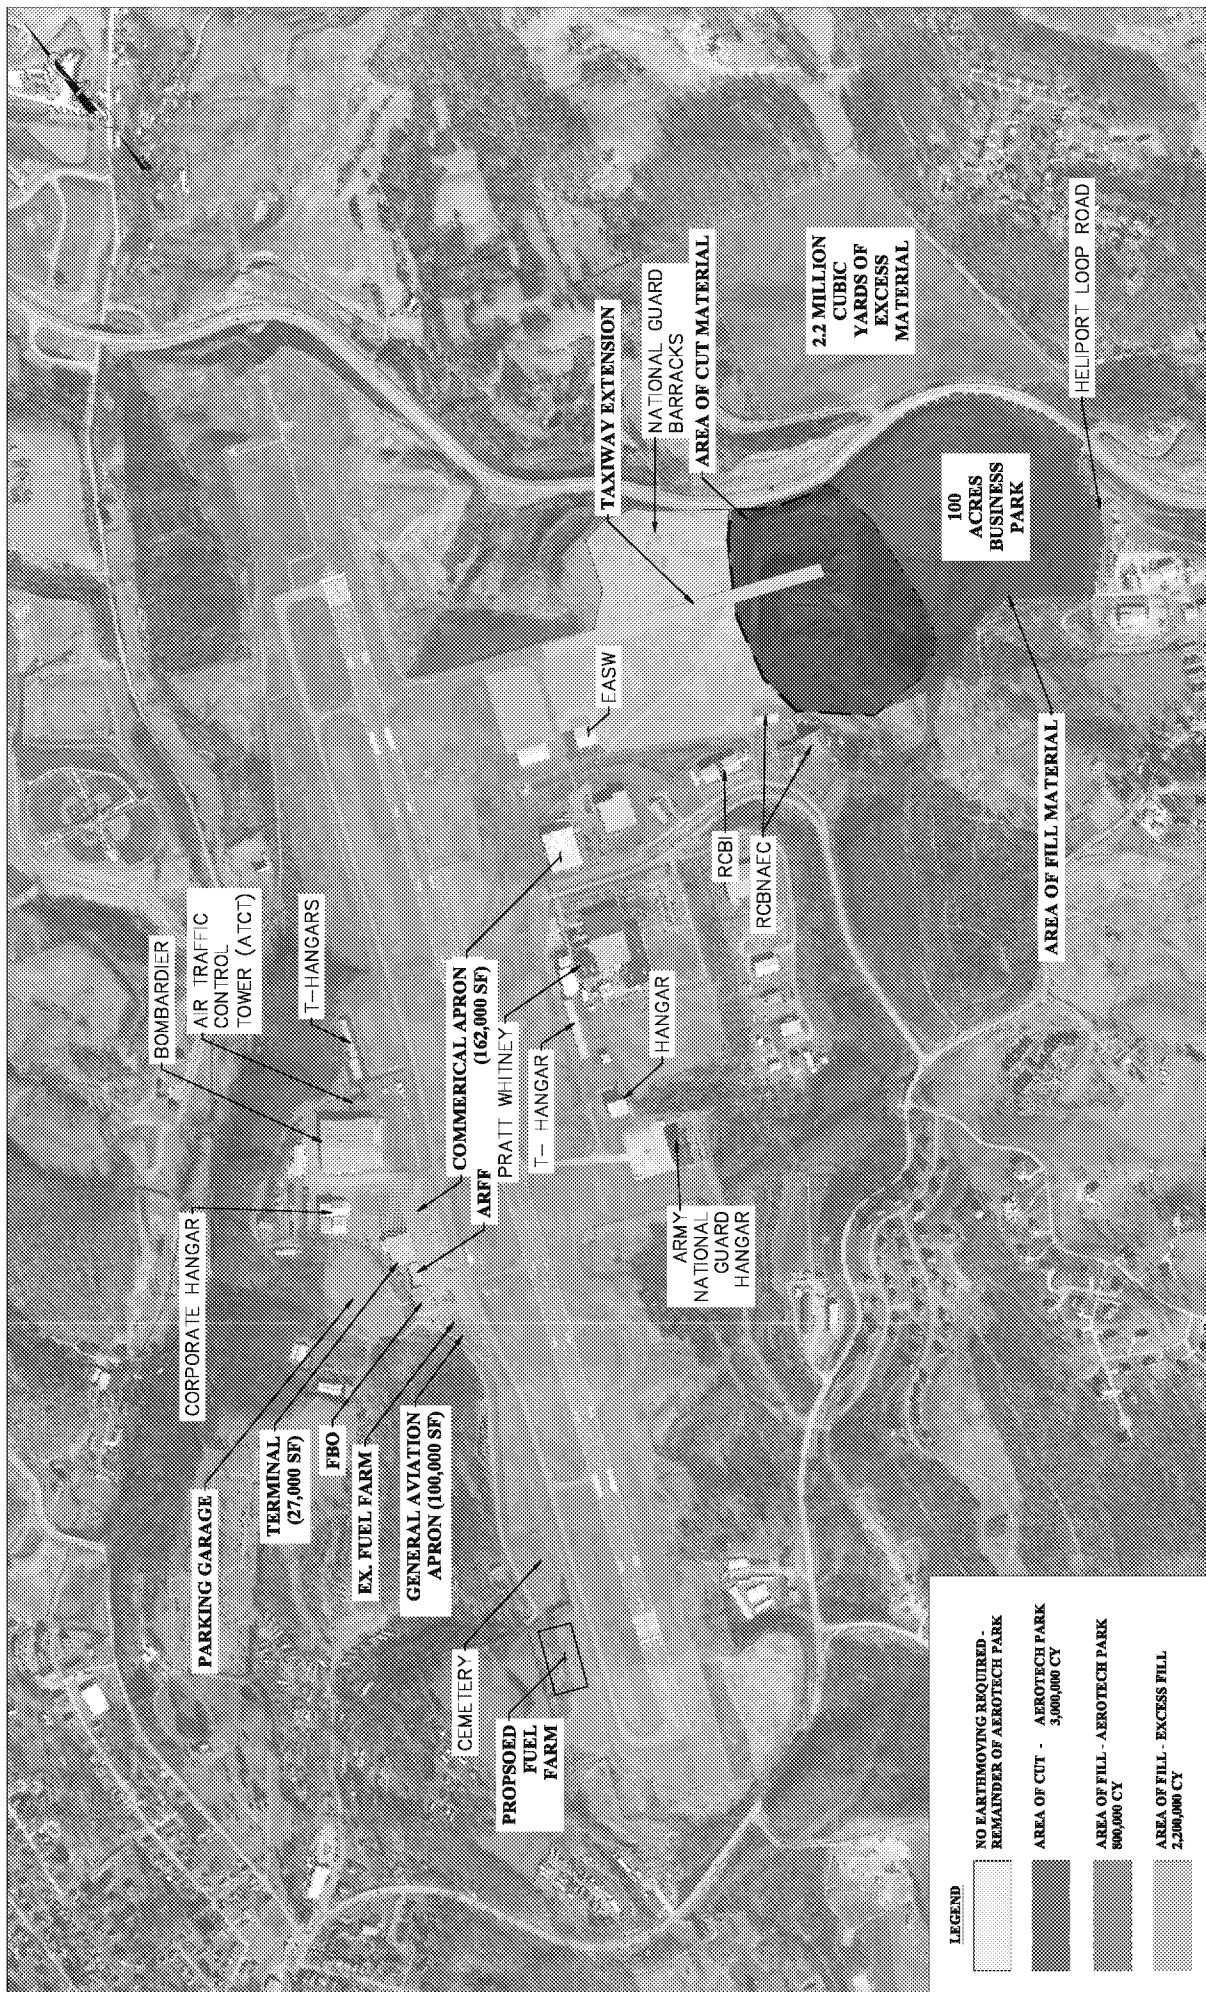 BOMBARDIER
AIR TRAFFIC
CONTROL
TOWER (ATCT)
T-HANGARS
CORPORATE HANGAR
PARKING GARAGE
TERMINAL
(27,000 SF)
FBO
EX. FUEL FARM
GENERAL AVIATION
APRON (100,000 SF)
CEMETERY
PROPSOED
FUEL
FARM
COMMERICAL APRON
(162,000 SF)
ARFF
PRATT WHITNEY
T- HANGAR
HANGAR
ARMY
NATIONAL
GUARD
HANGAR
EASW
RCBI
RCBNAEC
TAXIWAY EXTENSION
NATIONAL GUARD
BARRACKS
AREA OF CUT MATERIAL
2.2 MILLION
CUBIC
YARDS OF
EXCESS
MATERIAL
100
ACRES
BUSINESS
PARK
HELIPORT LOOP ROAD
AREA OF FILL MATERIAL
LEGEND
NO EARTHMOVING REQUIRED -
REMAINDER OF AEROTECH PARK
AREA OF CUT - AEROTECH PARK
3,000,000 CY
AREA OF FILL - AEROTECH PARK
800,000 CY
AREA OF FILL - EXCESS FILL
2,200,000 CY